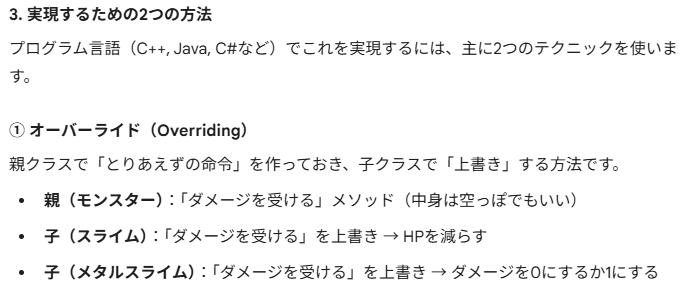 3. 実現するための2つの方法
プログラム言語（C++, Java, C#など）でこれを実現するには、主に2つのテクニックを使いま
す。
① オーバーライド（Overriding）
親クラスで「とりあえずの命令」を作っておき、子クラスで「上書き」する方法です。
• 親（モンスター）：「ダメージを受ける」メソッド（中身は空っぽでもいい）
• 子（スライム）：「ダメージを受ける」を上書き → HPを減らす
• 子（メタルスライム）：「ダメージを受ける」を上書き → ダメージを0にするか1にする